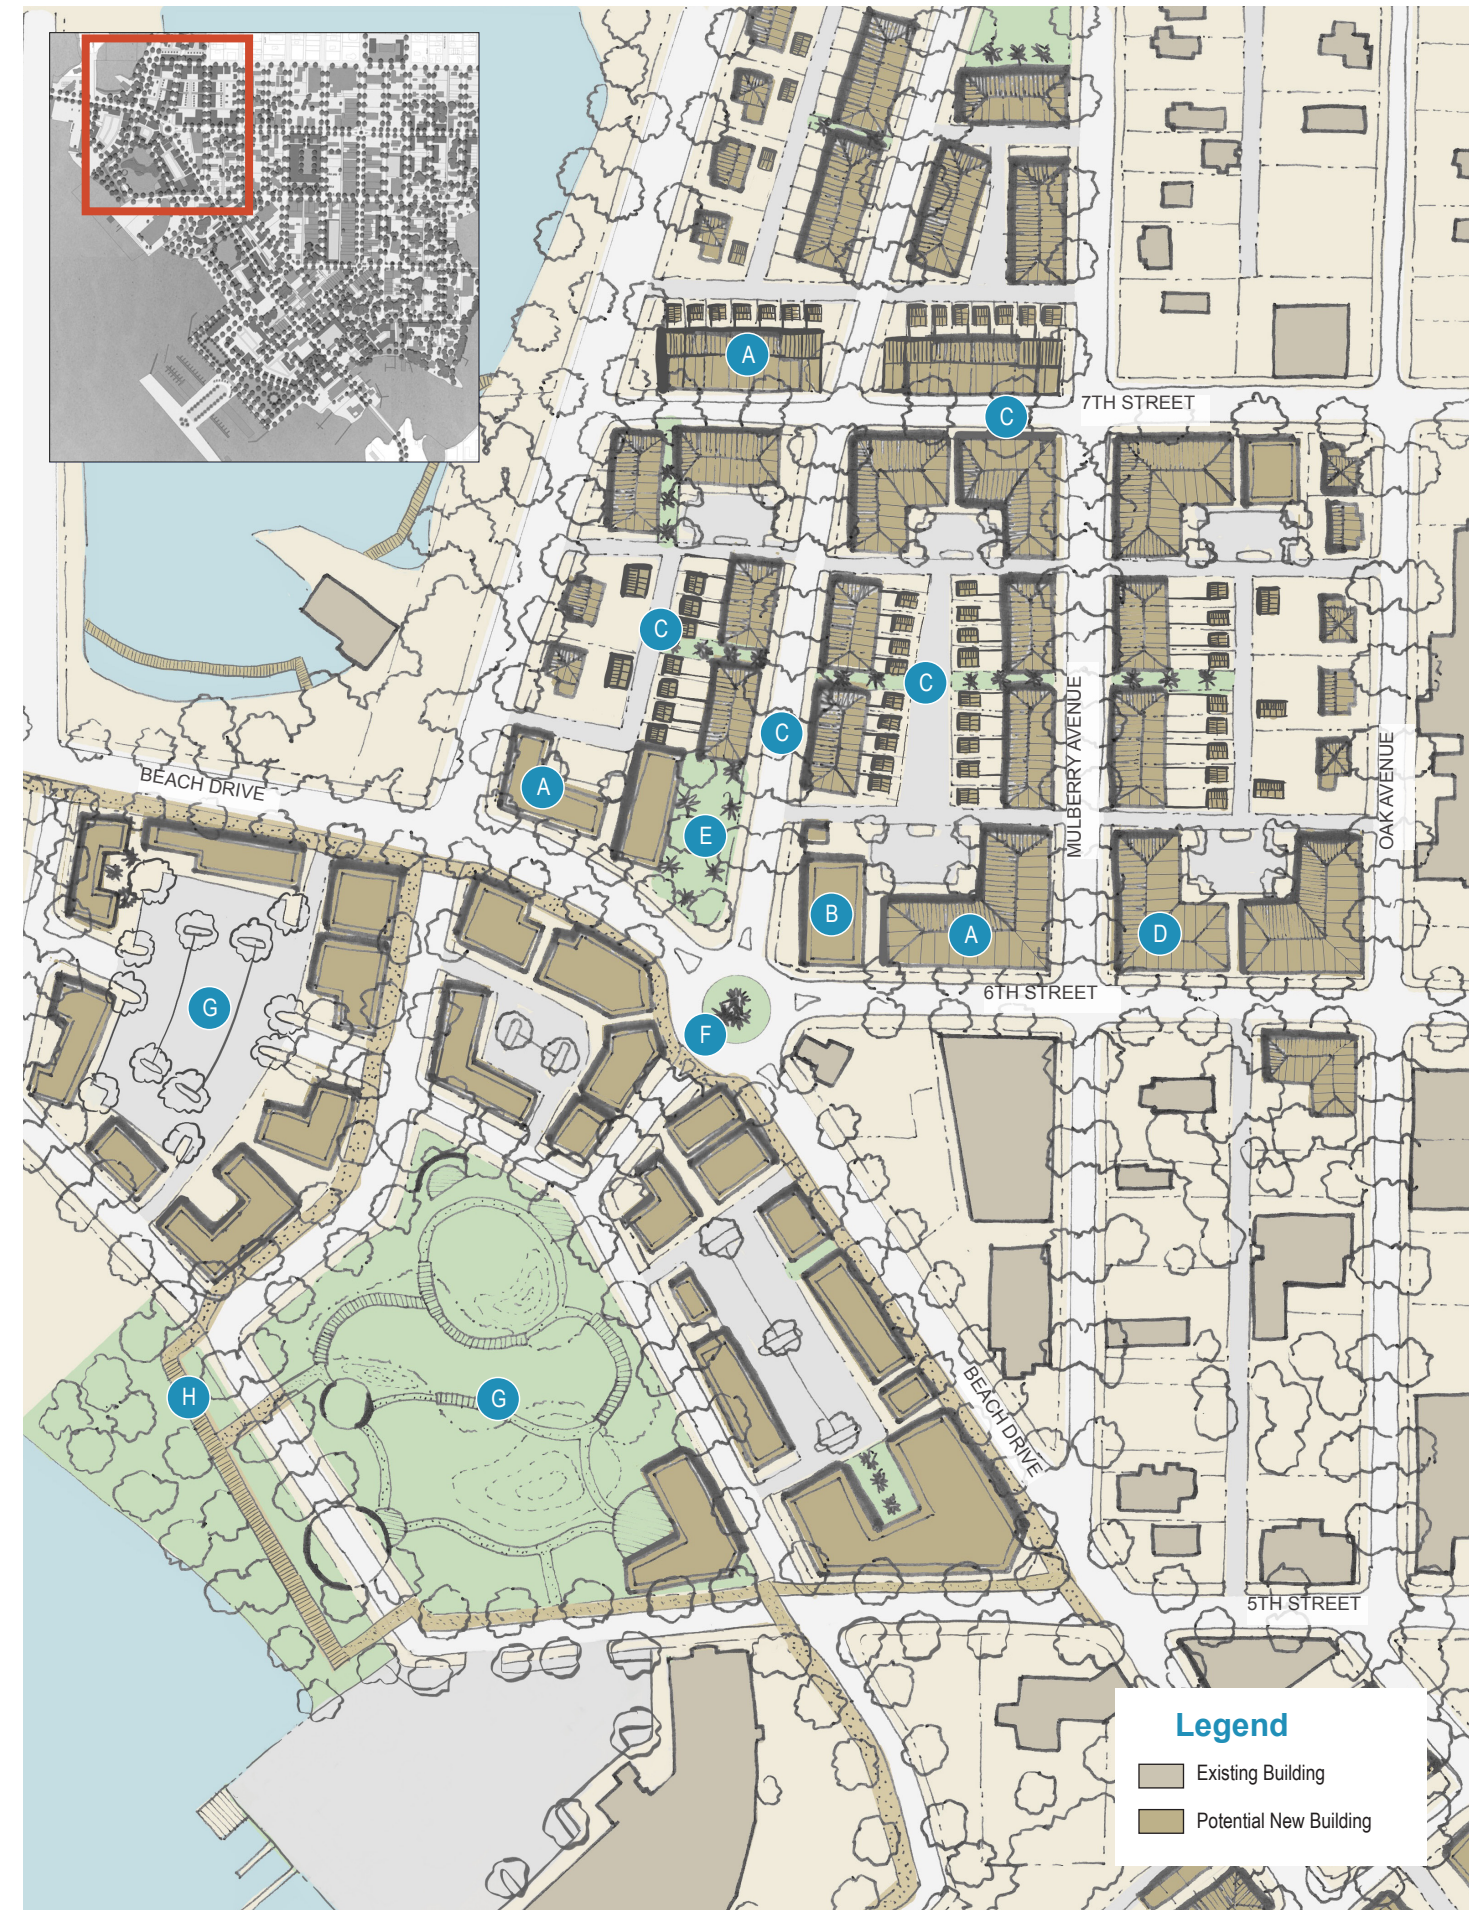 A
C
7TH STREET
C
C
C
MULBERRY AVENUE
OAK AVENUE
BEACH DRIVE
A
E
B
A
D
G
6TH STREET
F
H
G
BEACH DRIVE
5TH STREET
Legend
Existing Building
Potential New Building